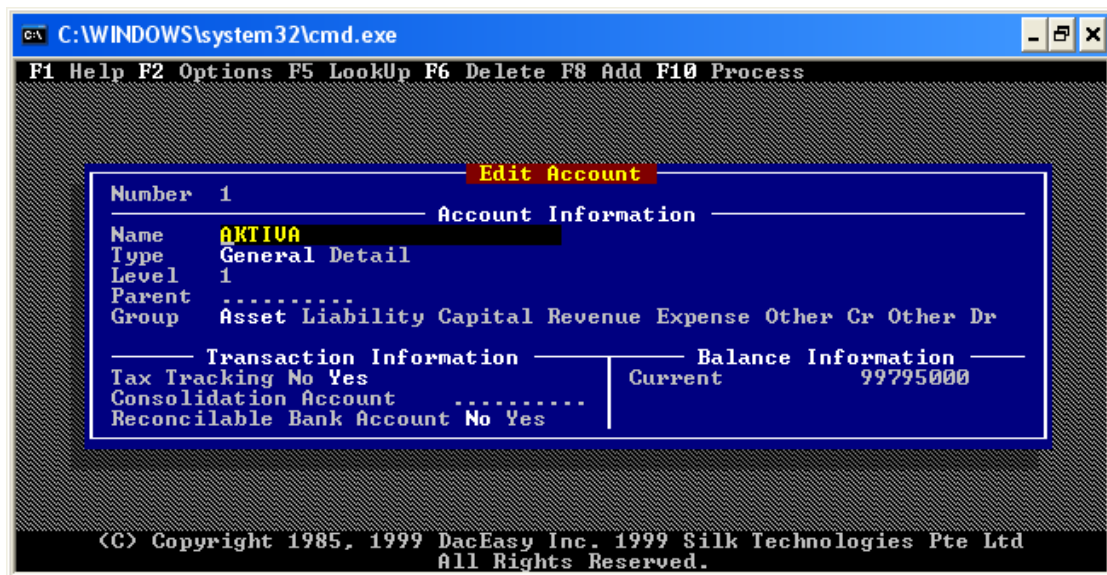 C:\WINDOWS\system32\cmd.exe
F1 Help F2 Options F5 LookUp F6 Delete F8 Add F10 Process
Edit Account
Number 1
Account Information
Name AKTIVA
Type General Detail
Level 1
Parent ..........
Group Asset Liability Capital Revenue Expense Other Cr Other Dr
Transaction Information Balance Information
Tax Tracking No Yes Current 99795000
Consolidation Account ..........
Reconcilable Bank Account No Yes
(C) Copyright 1985, 1999 DacEasy Inc. 1999 Silk Technologies Pte Ltd
All Rights Reserved.